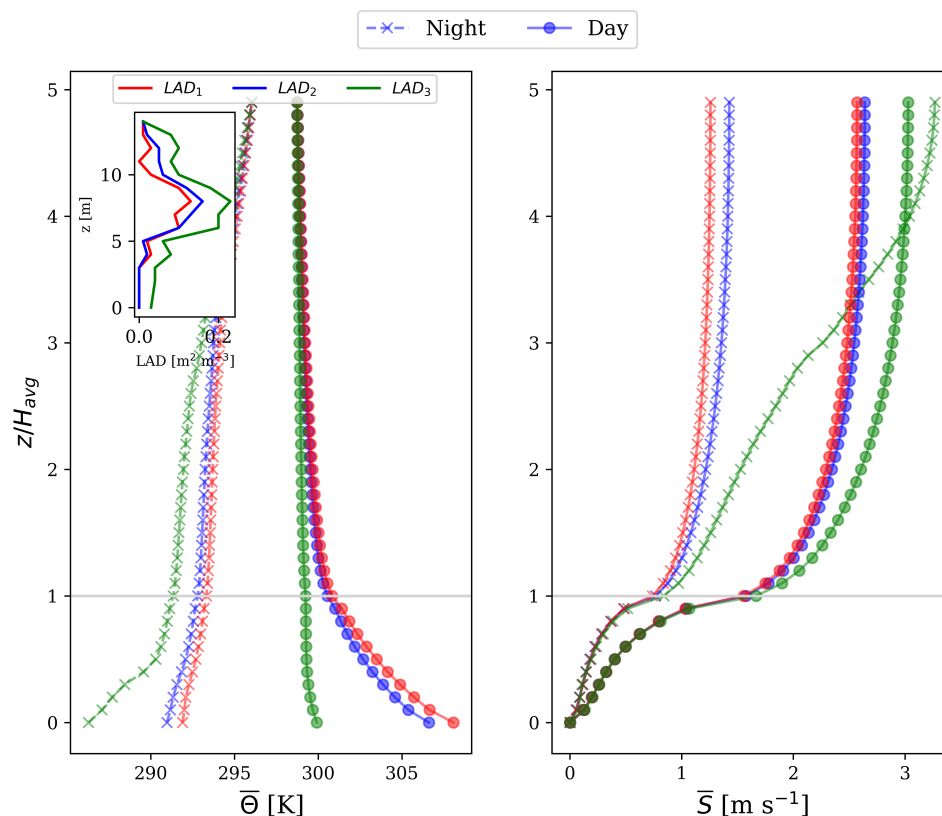 Night Day
LAD₁ LAD₂ LAD₃
5
4
3
2
1
0
z/H_avg
10
5
0
z [m]
0.0 0.2
LAD [m² m⁻³]
290 295 300 305
Θ̅ [K]
5
4
3
2
1
0
0 1 2 3
S̅ [m s⁻¹]